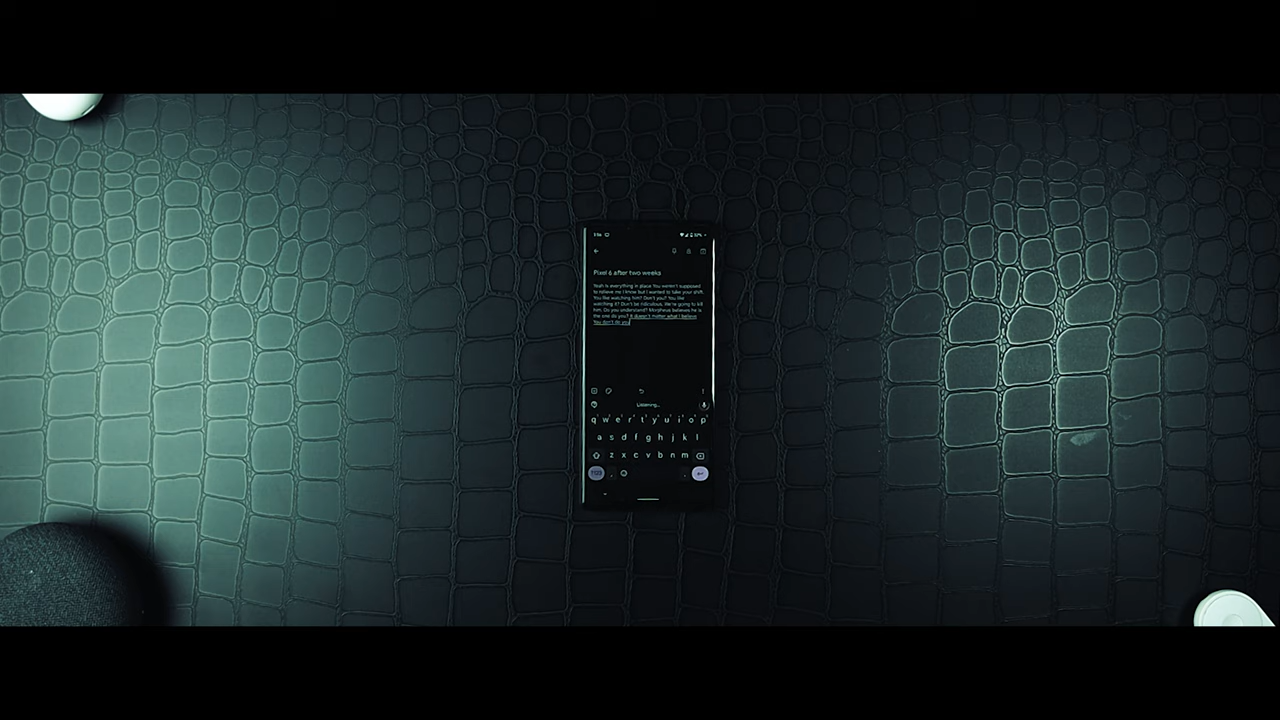 Pixel 6 after two weeks
Yeah Is everything in place You weren't supposed
to relieve me I know but I wanted to take your shift.
You like watching him? Don't you? You like
watching it? Don't be ridiculous. We're going to kill
him. Do you understand? Morpheus believes he is
the one do you? It doesn't matter what I believe
You don't do you
Listening...
q w e r t y u i o p
a s d f g h j k l
z x c v b n m